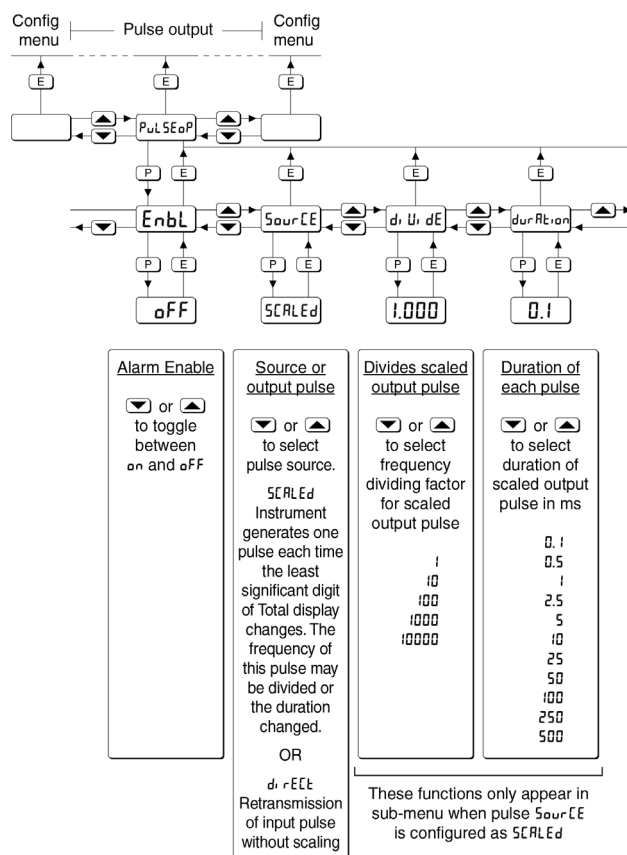 Config menu
Pulse output
Config menu
E
E
E
PuLSEoP
P
E
E
E
E
EnbL
SourCE
diVidE
durAtion
P
E
P
E
P
E
P
E
oFF
SCALEd
1.000
0.1
Alarm Enable
or
to toggle
between
on and oFF
Source or
output pulse
or
to select
pulse source.
SCALEd
Instrument
generates one
pulse each time
the least
significant digit
of Total display
changes. The
frequency of
this pulse may
be divided or
the duration
changed.
OR
dirECt
Retransmission
of input pulse
without scaling
Divides scaled
output pulse
or
to select
frequency
dividing factor
for scaled
output pulse
1
10
100
1000
10000
Duration of
each pulse
or
to select
duration of
scaled output
pulse in ms
0.1
0.5
1
2.5
5
10
25
50
100
250
500
These functions only appear in
sub-menu when pulse SourCE
is configured as SCALEd